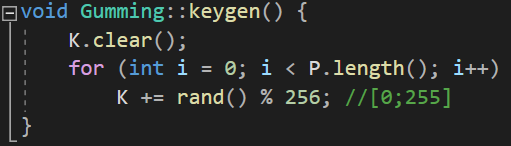 void Gumming::keygen() {
    K.clear();
    for (int i = 0; i < P.length(); i++)
        K += rand() % 256; //[0;255]
}